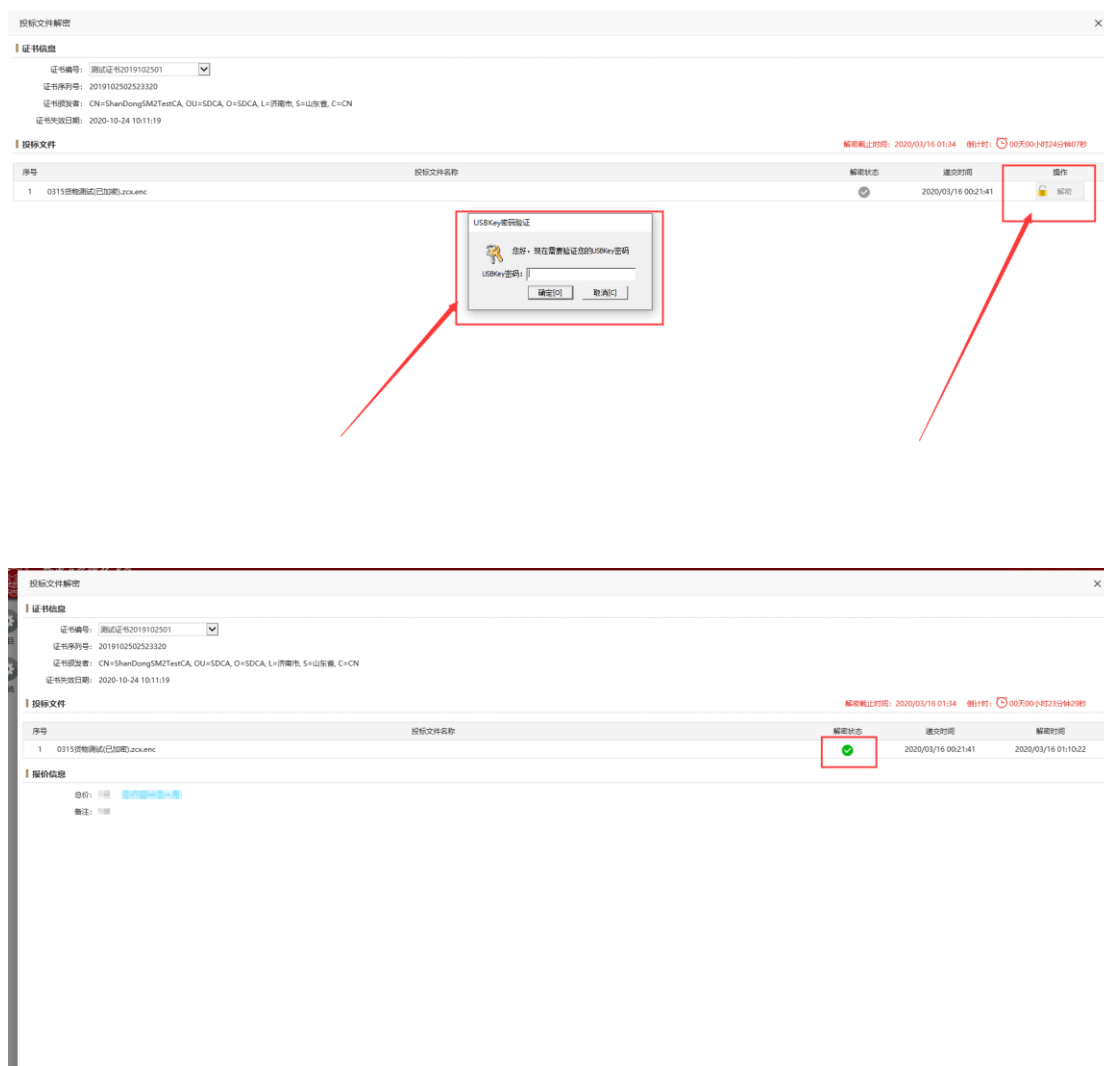 投标文件解密
证书信息
证书编号： 测试证书2019102501
证书序列号： 2019102502523320
证书颁发者： CN=ShanDongSM2TestCA, OU=SDCA, O=SDCA, L=济南市, S=山东省, C=CN
证书失效日期： 2020-10-24 10:11:19
投标文件 解密截止时间： 2020/03/16 01:34 倒计时： 00天00小时24分钟07秒
序号 投标文件名称 解密状态 递交时间 操作
1 0315货物测试(已加密).zcx.enc 2020/03/16 00:21:41 解密
USBKey密码验证
您好，现在需要验证您的USBKey密码
USBKey密码：
确定[O] 取消[C]
投标文件解密
证书信息
证书编号： 测试证书2019102501
证书序列号： 2019102502523320
证书颁发者： CN=ShanDongSM2TestCA, OU=SDCA, O=SDCA, L=济南市, S=山东省, C=CN
证书失效日期： 2020-10-24 10:11:19
投标文件 解密截止时间： 2020/03/16 01:34 倒计时： 00天00小时23分钟29秒
序号 投标文件名称 解密状态 递交时间 解密时间
1 0315货物测试(已加密).zcx.enc 2020/03/16 00:21:41 2020/03/16 01:10:22
报价信息
总价：
备注：